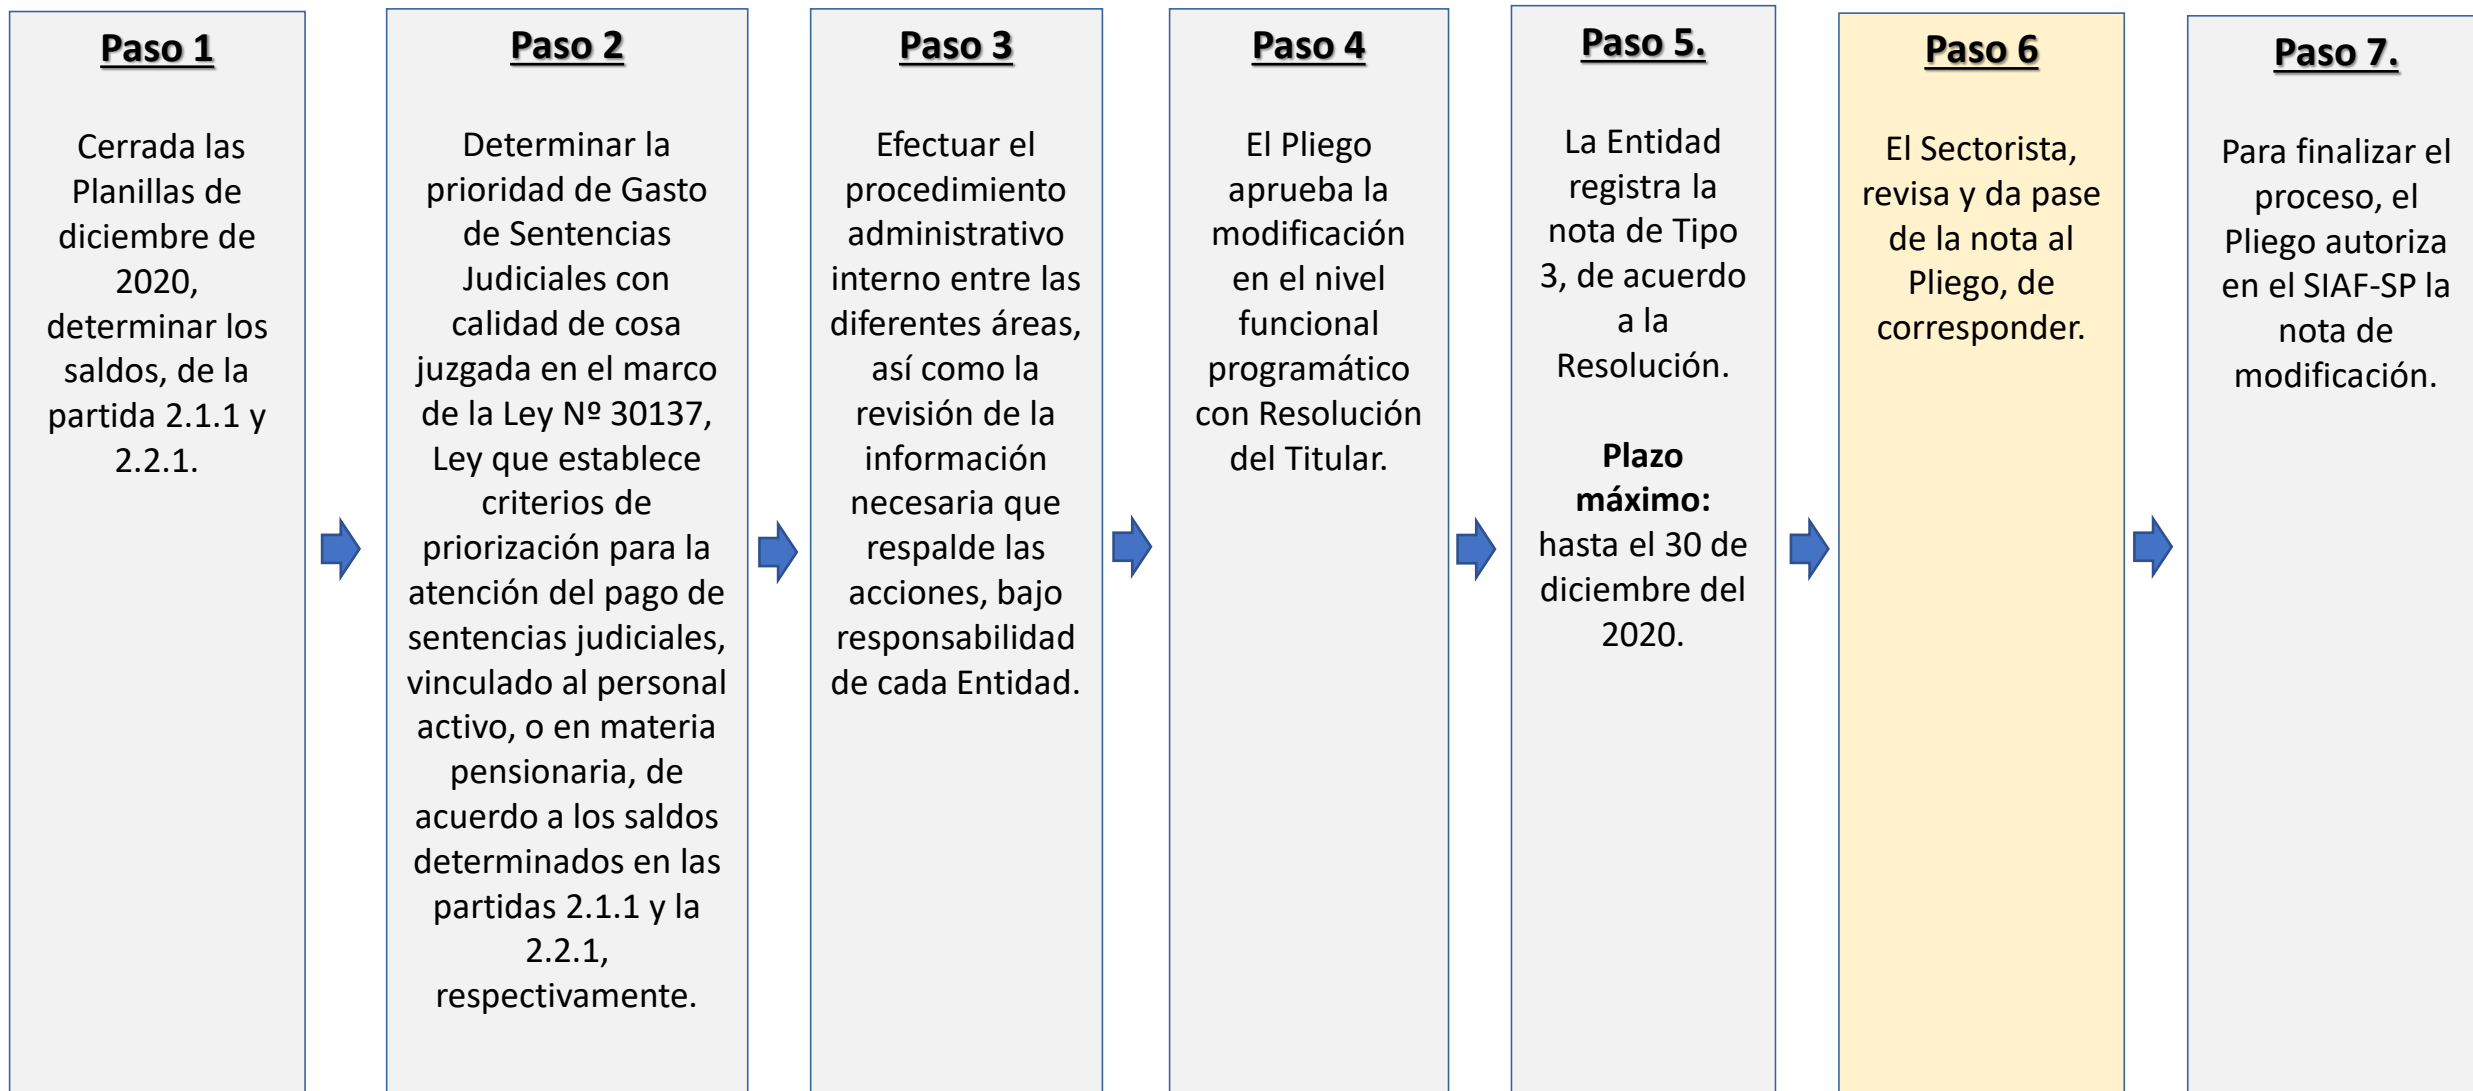 Paso 1
Cerrada las
Planillas de
diciembre de
2020,
determinar los
saldos, de la
partida 2.1.1 y
2.2.1.
Paso 2
Determinar la
prioridad de Gasto
de Sentencias
Judiciales con
calidad de cosa
juzgada en el marco
de la Ley Nº 30137,
Ley que establece
criterios de
priorización para la
atención del pago de
sentencias judiciales,
vinculado al personal
activo, o en materia
pensionaria, de
acuerdo a los saldos
determinados en las
partidas 2.1.1 y la
2.2.1,
respectivamente.
Paso 3
Efectuar el
procedimiento
administrativo
interno entre las
diferentes áreas,
así como la
revisión de la
información
necesaria que
respalde las
acciones, bajo
responsabilidad
de cada Entidad.
Paso 4
El Pliego
aprueba la
modificación
en el nivel
funcional
programático
con Resolución
del Titular.
Paso 5.
La Entidad
registra la
nota de Tipo
3, de acuerdo
a la
Resolución.
Plazo
máximo:
hasta el 30 de
diciembre del
2020.
Paso 6
El Sectorista,
revisa y da pase
de la nota al
Pliego, de
corresponder.
Paso 7.
Para finalizar el
proceso, el
Pliego autoriza
en el SIAF-SP la
nota de
modificación.